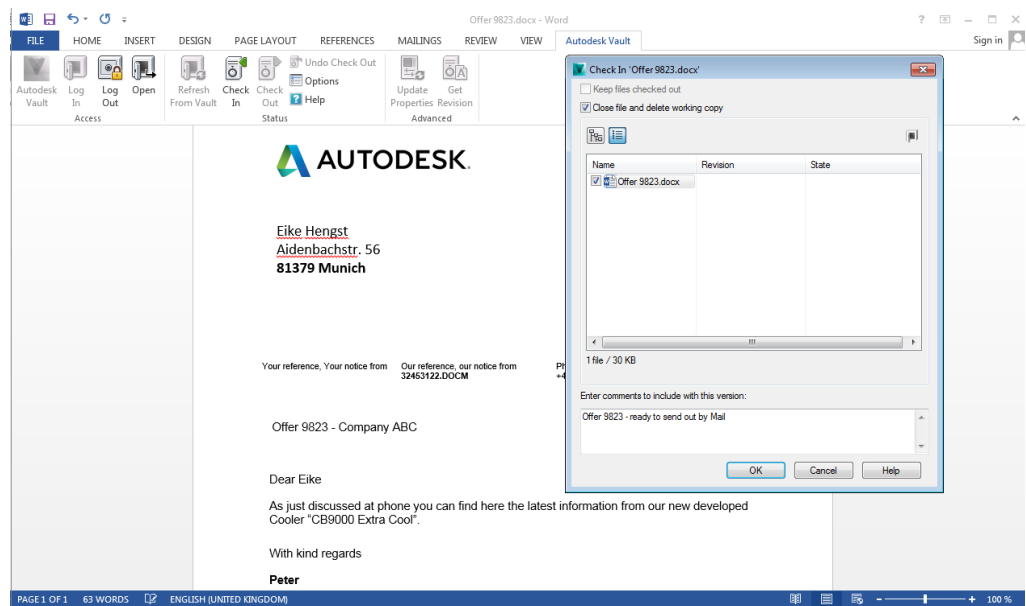 Offer 9823.docx - Word
FILE HOME INSERT DESIGN PAGE LAYOUT REFERENCES MAILINGS REVIEW VIEW Autodesk Vault Sign in
Autodesk Vault
Log In
Log Out
Open
Access
Refresh From Vault
Check In
Check Out
Undo Check Out
Options
Help
Status
Update Properties
Get Revision
Advanced
AUTODESK.
Eike Hengst
Aidenbachstr. 56
81379 Munich
Your reference, Your notice from Our reference, our notice from
32453122.DOCM
Offer 9823 - Company ABC
Dear Eike
As just discussed at phone you can find here the latest information from our new developed
Cooler “CB9000 Extra Cool”.
With kind regards
Peter
Check In 'Offer 9823.docx'
Keep files checked out
Close file and delete working copy
Name Revision State
Offer 9823.docx
1 file / 30 KB
Enter comments to include with this version:
Offer 9823 - ready to send out by Mail
OK Cancel Help
PAGE 1 OF 1 63 WORDS ENGLISH (UNITED KINGDOM) 100 %